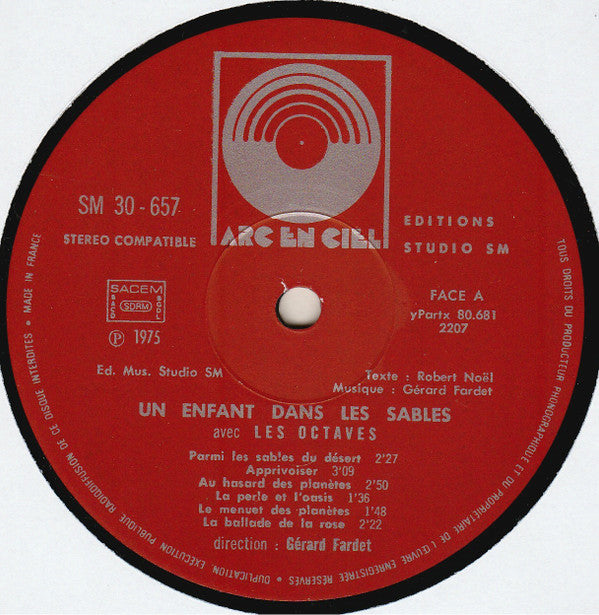 ARC EN CIEL
SM 30 - 657
STEREO COMPATIBLE
EDITIONS
STUDIO SM
SACEM
SACD
SDRM
SGDL
Ⓟ 1975
FACE A
yPartx 80.681
2207
Ed. Mus. Studio SM
Texte : Robert Noël
Musique : Gérard Fardet
UN ENFANT DANS LES SABLES
avec LES OCTAVES
Parmi les sables du désert 2'27
Apprivoiser 3'09
Au hasard des planètes 2'50
La perle et l'oasis 1'36
Le menuet des planètes 1'48
La ballade de la rose 2'22
direction : Gérard Fardet
TOUS DROITS DU PRODUCTEUR PHONOGRAPHIQUE ET DU PROPRIÉTAIRE DE L'ŒUVRE ENREGISTREE RÉSERVÉS • DUPLICATION EXÉCUTION PUBLIQUE RADIODIFFUSION DE CE DISQUE INTERDITES • MADE IN FRANCE